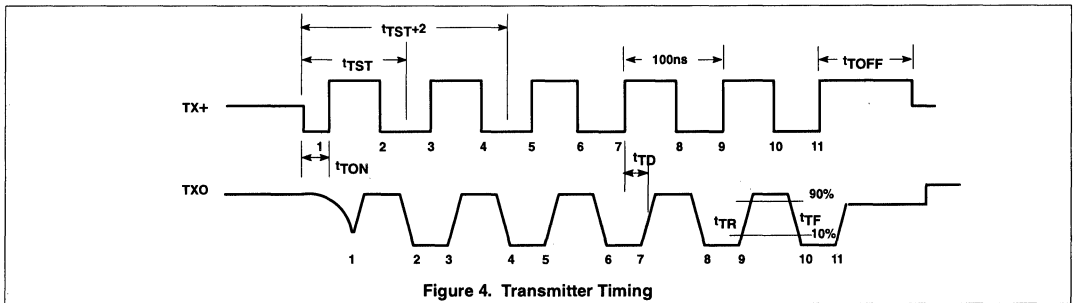 tTST+2
tTST
100ns
tTOFF
TX+
1 2 3 4 5 6 7 8 9 10 11
tTON
tTD
TXO
90%
tTR
tTF
10%
1 2 3 4 5 6 7 8 9 10 11
Figure 4. Transmitter Timing